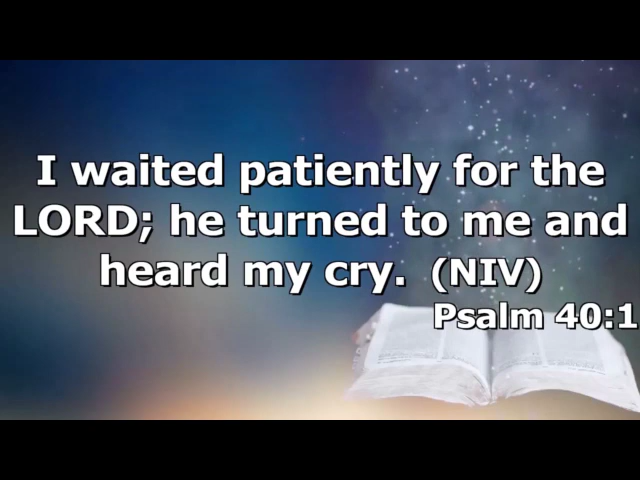 I waited patiently for the
LORD; he turned to me and
heard my cry. (NIV)
Psalm 40:1